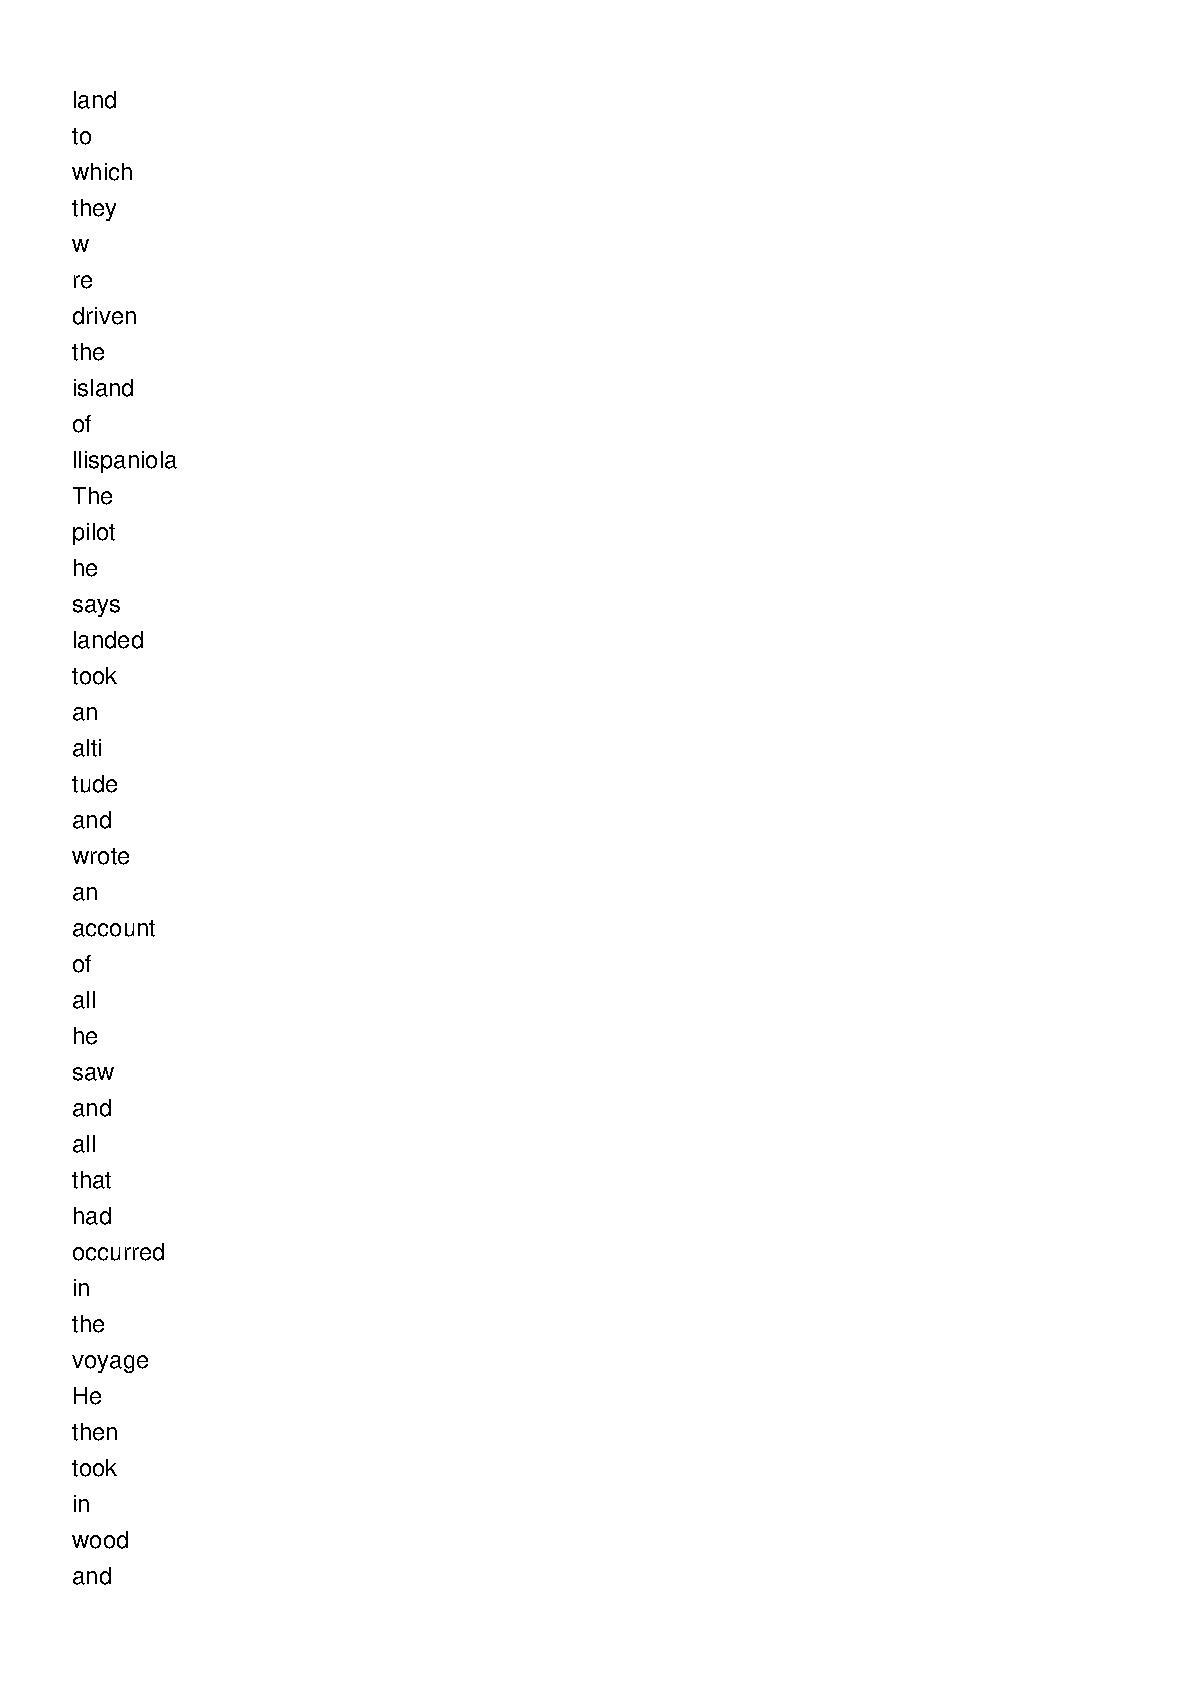 land
to
which
they
w
re
driven
the
island
of
llispaniola
The
pilot
he
says
landed
took
an
alti
tude
and
wrote
an
account
of
all
he
saw
and
all
that
had
occurred
in
the
voyage
He
then
took
in
wood
and